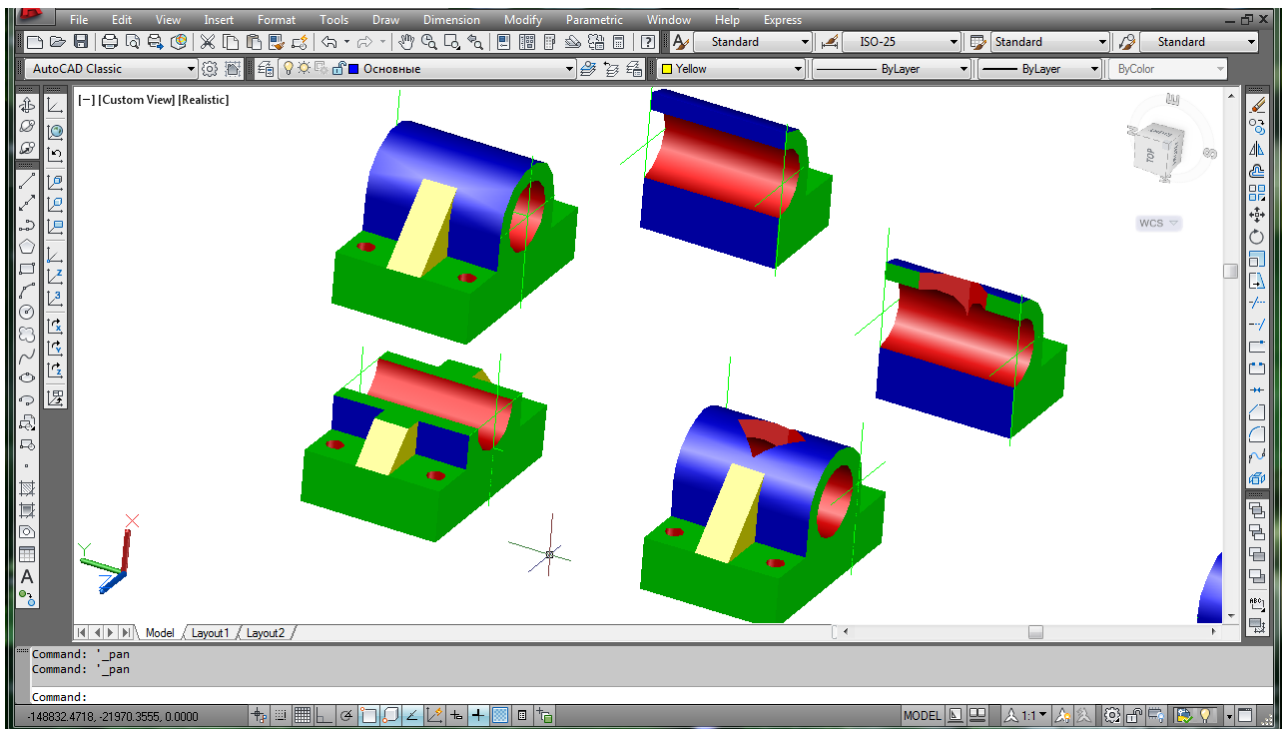 File Edit View Insert Format Tools Draw Dimension Modify Parametric Window Help Express
Standard ISO-25 Standard Standard
AutoCAD Classic Основные Yellow ByLayer ByLayer ByColor
[−] [Custom View] [Realistic]
TOP
WCS
X
Y
Z
Model Layout1 Layout2
Command: '_pan
Command: '_pan
Command:
-148832.4718, -21970.3555, 0.0000 MODEL 1:1